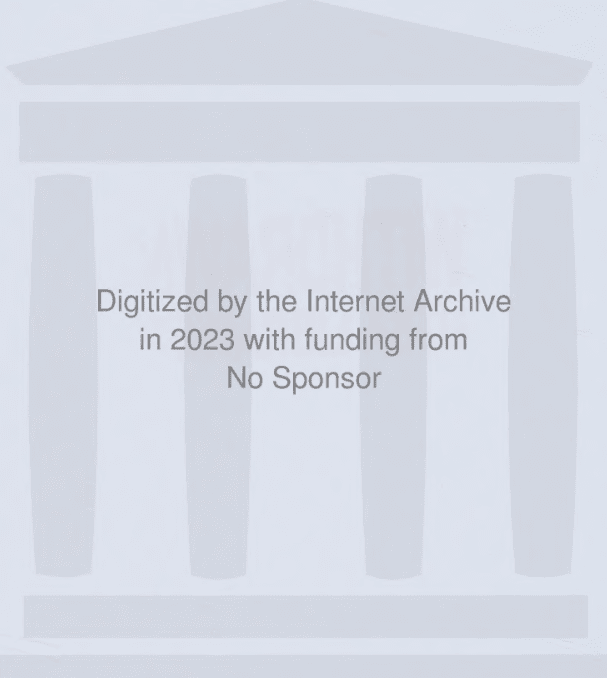 Digitized by the Internet Archive
in 2023 with funding from
No Sponsor